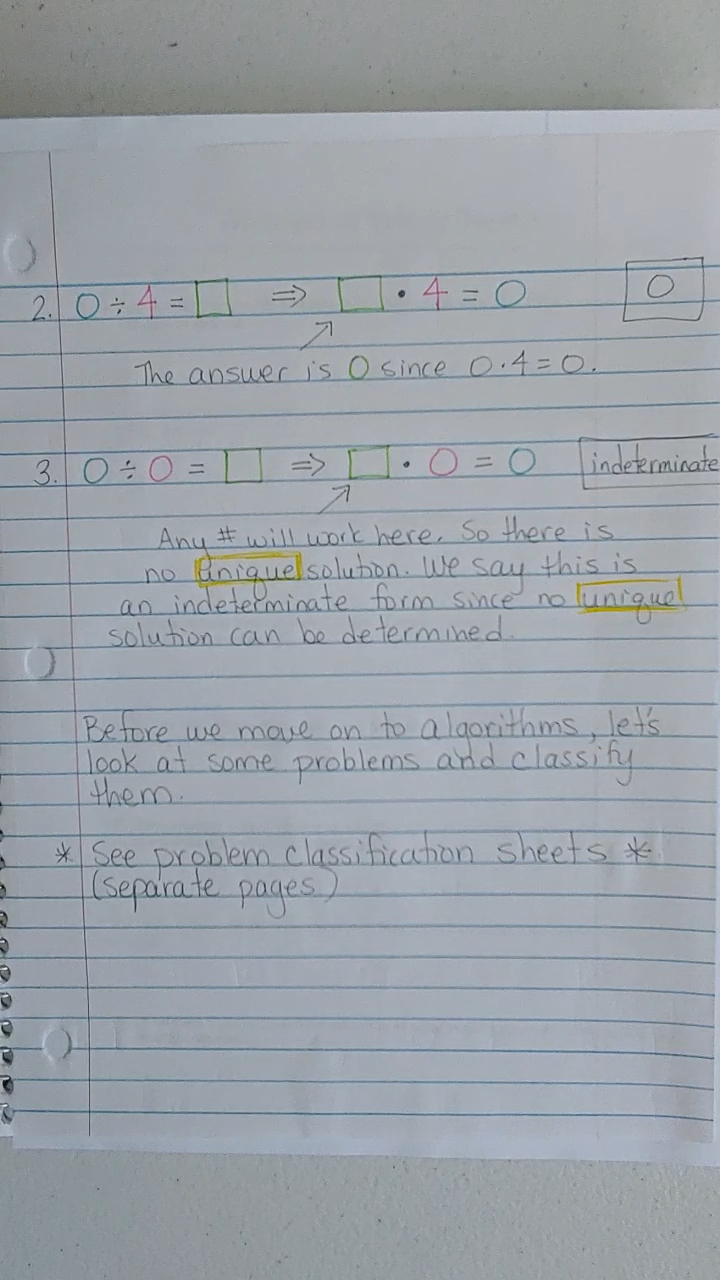 2. 0 ÷ 4 = □ ⇒ □ · 4 = 0 0
The answer is 0 since 0·4=0.
3. 0 ÷ 0 = □ ⇒ □ · 0 = 0 indeterminate
Any # will work here. So there is
no unique solution. We say this is
an indeterminate form since no unique
solution can be determined.
Before we move on to algorithms, let's
look at some problems and classify
them.
* See problem classification sheets *
(separate pages)